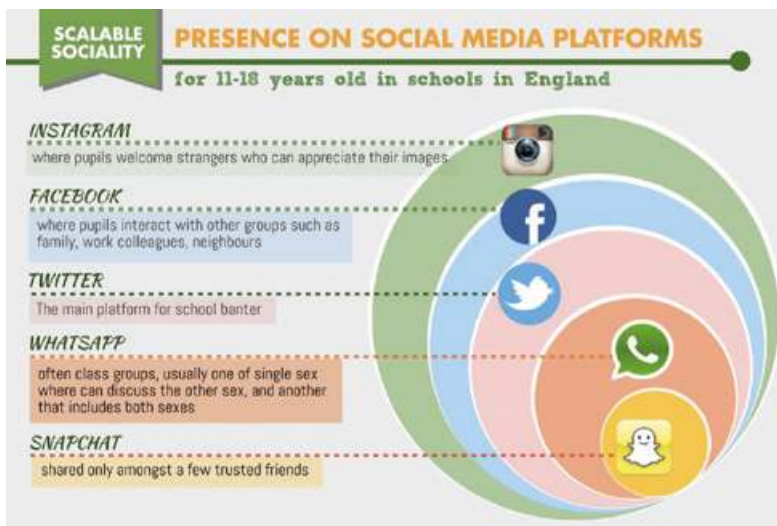 SCALABLE
SOCIALITY
PRESENCE ON SOCIAL MEDIA PLATFORMS
for 11-18 years old in schools in England
INSTAGRAM
where pupils welcome strangers who can appreciate their images
FACEBOOK
where pupils interact with other groups such as
family, work colleagues, neighbours
TWITTER
The main platform for school banter
WHATSAPP
often class groups, usually one of single sex
where can discuss the other sex, and another
that includes both sexes
SNAPCHAT
shared only amongst a few trusted friends